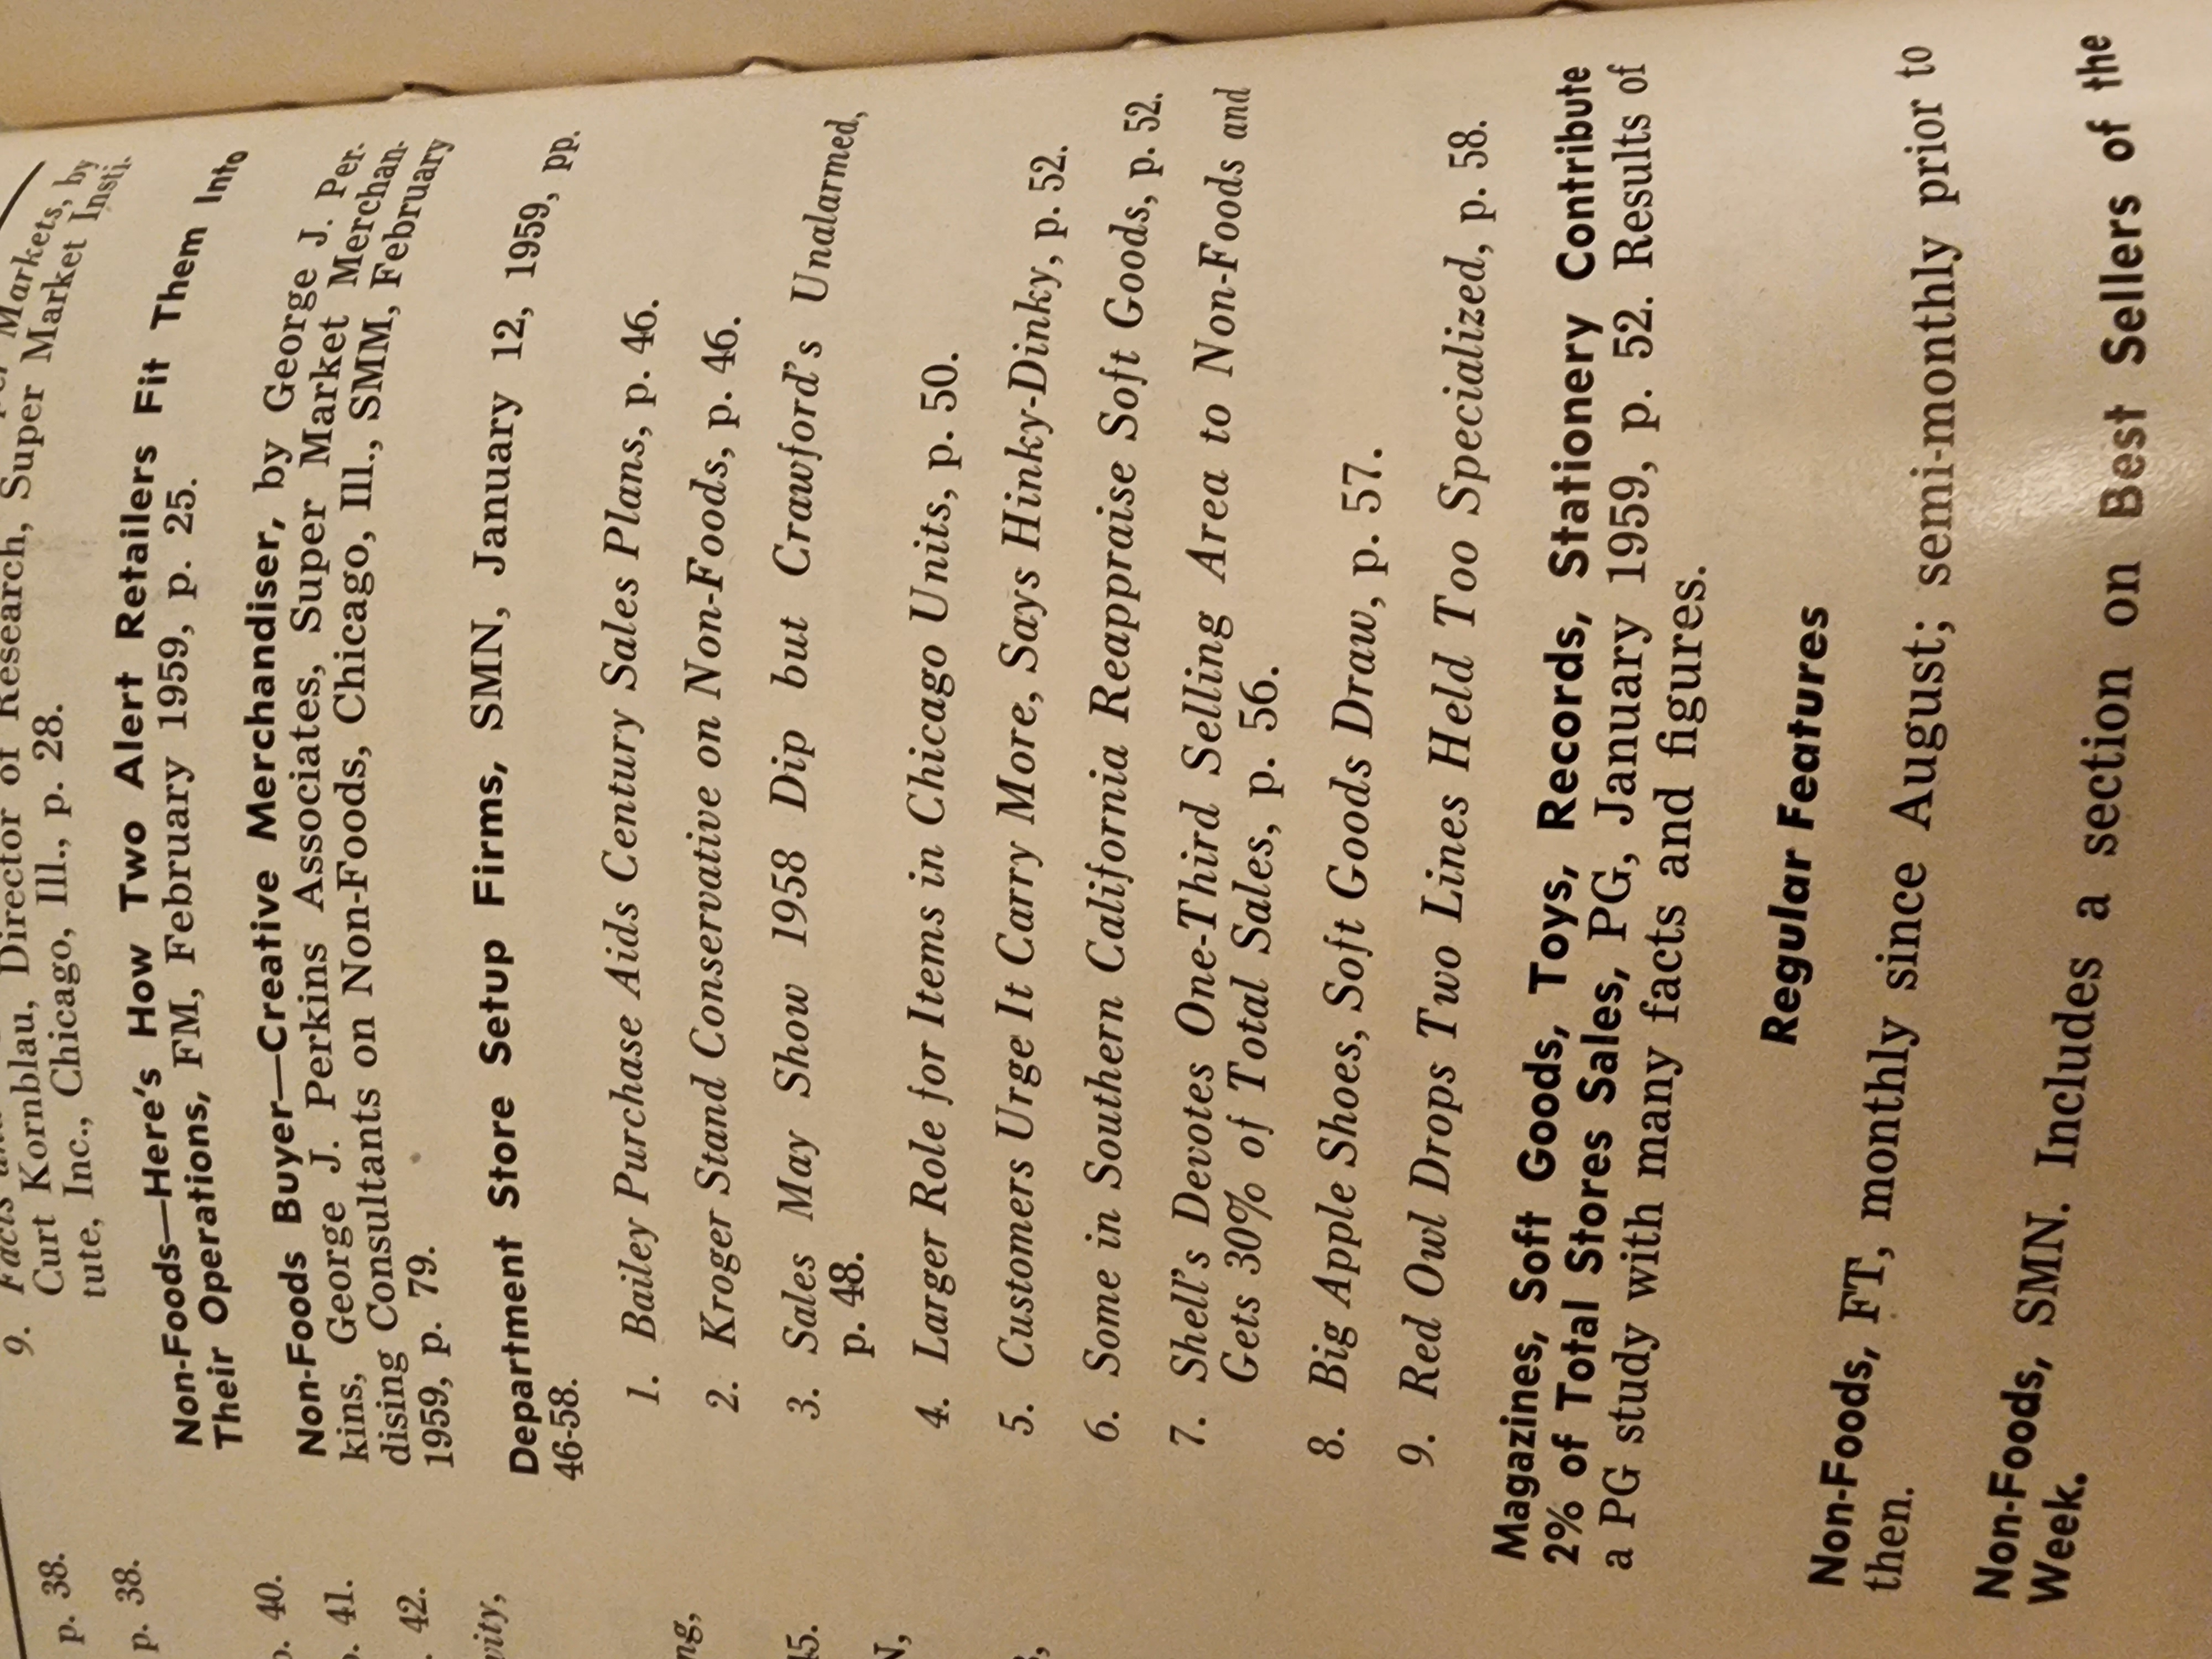 p. 38.
p. 38.
p. 40.
p. 41.
42.
vity,
ng,
45.
N,
9. Facts Markets, by
Curt Kornblau, Director of Research, Super Market Insti-
tute, Inc., Chicago, Ill., p. 28.
Non-Foods—Here's How Two Alert Retailers Fit Them Into
Their Operations, FM, February 1959, p. 25.
Non-Foods Buyer—Creative Merchandiser, by George J. Per-
kins, George J. Perkins Associates, Super Market Merchan-
dising Consultants on Non-Foods, Chicago, Ill., SMM, February
1959, p. 79.
Department Store Setup Firms, SMN, January 12, 1959, pp.
46-58.
1. Bailey Purchase Aids Century Sales Plans, p. 46.
2. Kroger Stand Conservative on Non-Foods, p. 46.
3. Sales May Show 1958 Dip but Crawford's Unalarmed,
p. 48.
4. Larger Role for Items in Chicago Units, p. 50.
5. Customers Urge It Carry More, Says Hinky-Dinky, p. 52.
6. Some in Southern California Reappraise Soft Goods, p. 52.
7. Shell's Devotes One-Third Selling Area to Non-Foods and
Gets 30% of Total Sales, p. 56.
8. Big Apple Shoes, Soft Goods Draw, p. 57.
9. Red Owl Drops Two Lines Held Too Specialized, p. 58.
Magazines, Soft Goods, Toys, Records, Stationery Contribute
2% of Total Stores Sales, PG, January 1959, p. 52. Results of
a PG study with many facts and figures.
Regular Features
Non-Foods, FT, monthly since August; semi-monthly prior to
then.
Non-Foods, SMN. Includes a section on Best Sellers of the
Week.